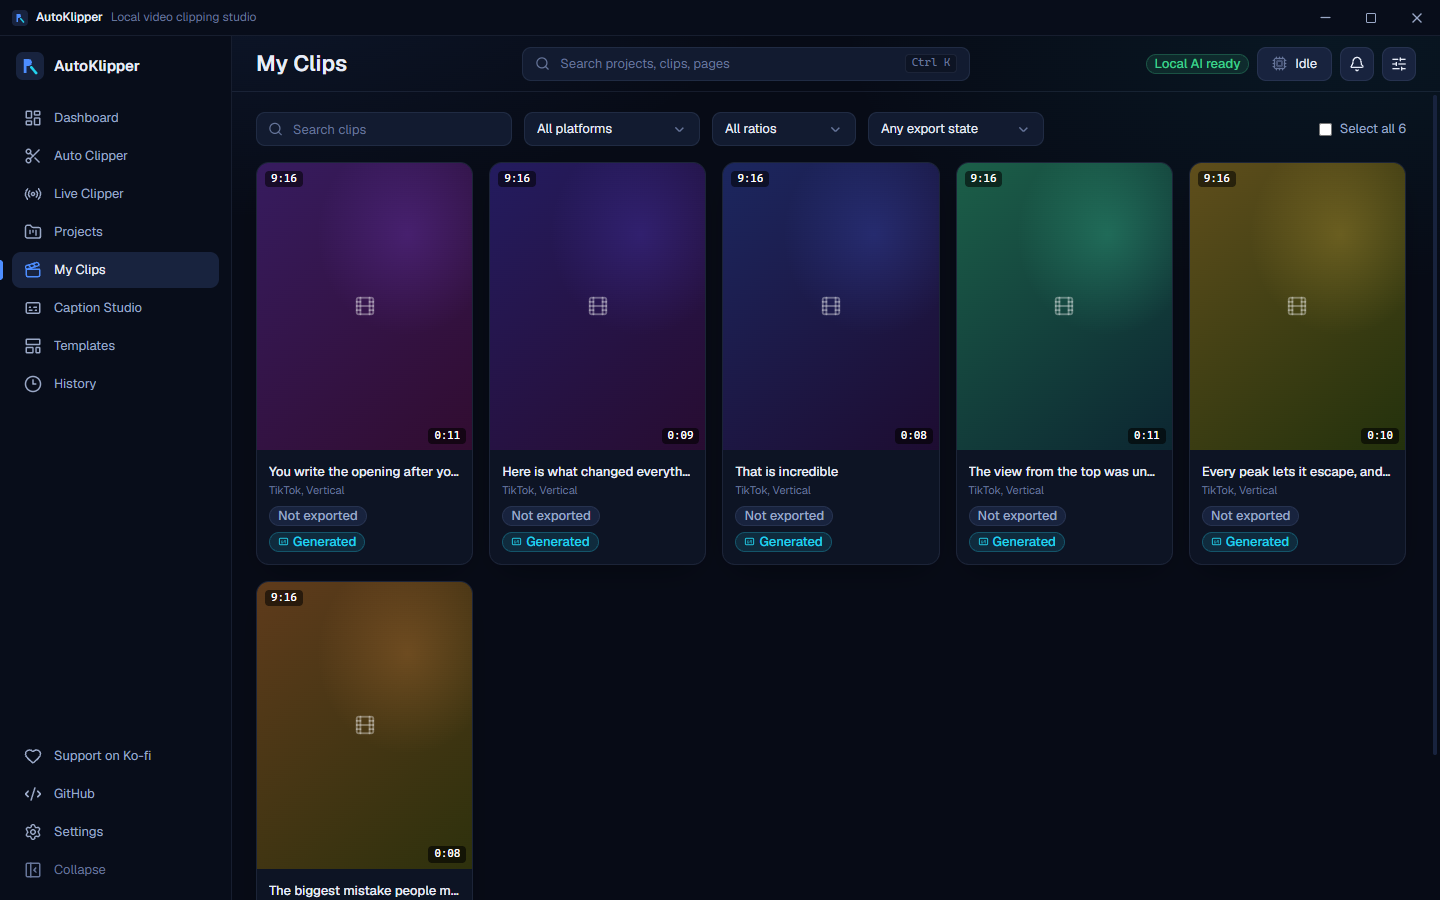 AutoKlipper Local video clipping studio
AutoKlipper
Dashboard
Auto Clipper
Live Clipper
Projects
My Clips
Caption Studio
Templates
History
Support on Ko-fi
GitHub
Settings
Collapse
My Clips
Search projects, clips, pages
Ctrl K
Local AI ready
Idle
Search clips
All platforms
All ratios
Any export state
Select all 6
9:16
0:11
You write the opening after yo...
TikTok, Vertical
Not exported
Generated
9:16
0:09
Here is what changed everyth...
TikTok, Vertical
Not exported
Generated
9:16
0:08
That is incredible
TikTok, Vertical
Not exported
Generated
9:16
0:11
The view from the top was un...
TikTok, Vertical
Not exported
Generated
9:16
0:10
Every peak lets it escape, and...
TikTok, Vertical
Not exported
Generated
9:16
0:08
The biggest mistake people m...